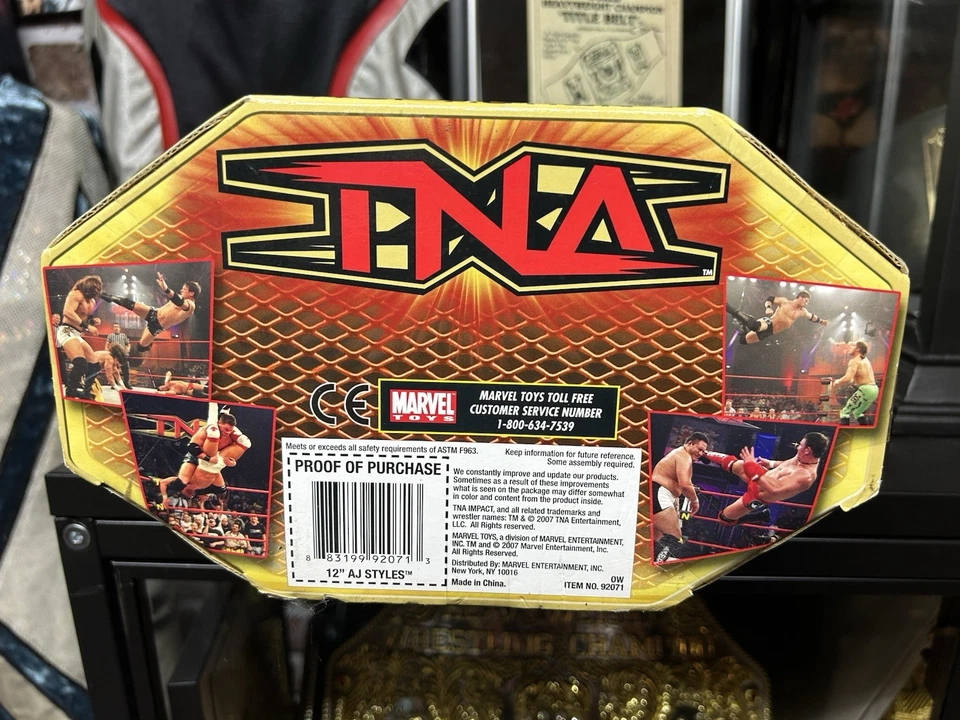 HEAVYWEIGHT CHAMPION
TITLE BELT
TNA
TM
CE
MARVEL
TOYS
MARVEL TOYS TOLL FREE
CUSTOMER SERVICE NUMBER
1-800-634-7539
Meets or exceeds all safety requirements of ASTM F963.
Keep information for future reference.
Some assembly required.
PROOF OF PURCHASE
8 83199 92071 3
12" AJ STYLES™
We constantly improve and update our products.
Sometimes as a result of these improvements
what is seen on the package may differ somewhat
in color and content from the product inside.
TNA IMPACT, and all related trademarks and
wrestler names: TM & © 2007 TNA Entertainment,
LLC. All Rights reserved.
MARVEL TOYS, a division of MARVEL ENTERTAINMENT,
INC. TM and © 2007 Marvel Entertainment, Inc.
All Rights Reserved.
Distributed By: MARVEL ENTERTAINMENT, INC.
New York, NY 10016
Made in China.
OW
ITEM NO. 92071
WRESTLING CHAMPION